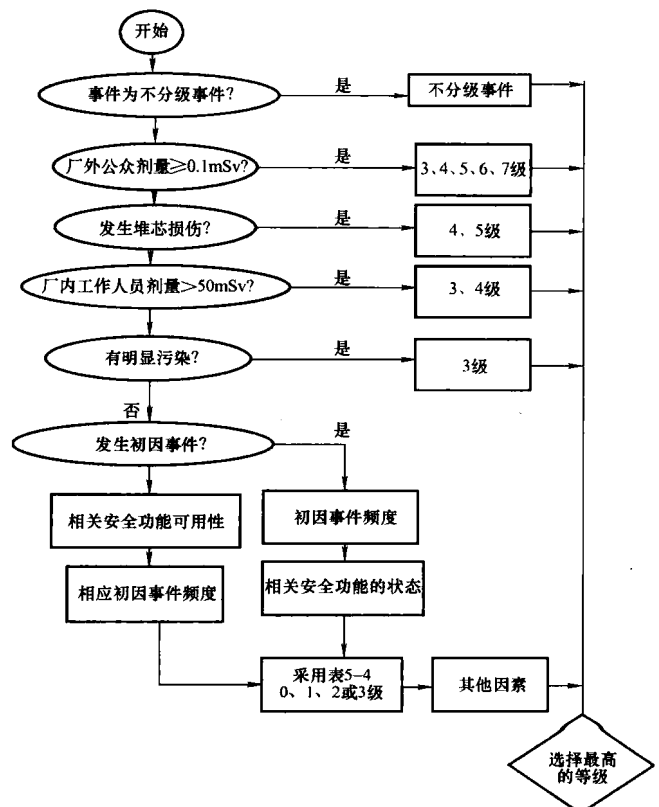 开始
事件为不分级事件?
是
不分级事件
厂外公众剂量≥0.1mSv?
是
3、4、5、6、7级
发生堆芯损伤?
是
4、5级
厂内工作人员剂量>50mSv?
是
3、4级
有明显污染?
是
3级
否
发生初因事件?
是
相关安全功能可用性
初因事件频度
相应初因事件频度
相关安全功能的状态
采用表5-4
0、1、2或3级
其他因素
选择最高
的等级